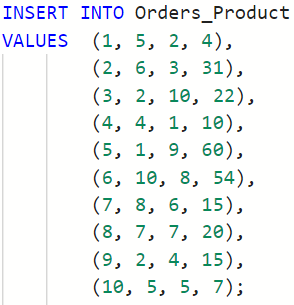 INSERT INTO Orders_Product
VALUES (1, 5, 2, 4),
(2, 6, 3, 31),
(3, 2, 10, 22),
(4, 4, 1, 10),
(5, 1, 9, 60),
(6, 10, 8, 54),
(7, 8, 6, 15),
(8, 7, 7, 20),
(9, 2, 4, 15),
(10, 5, 5, 7);